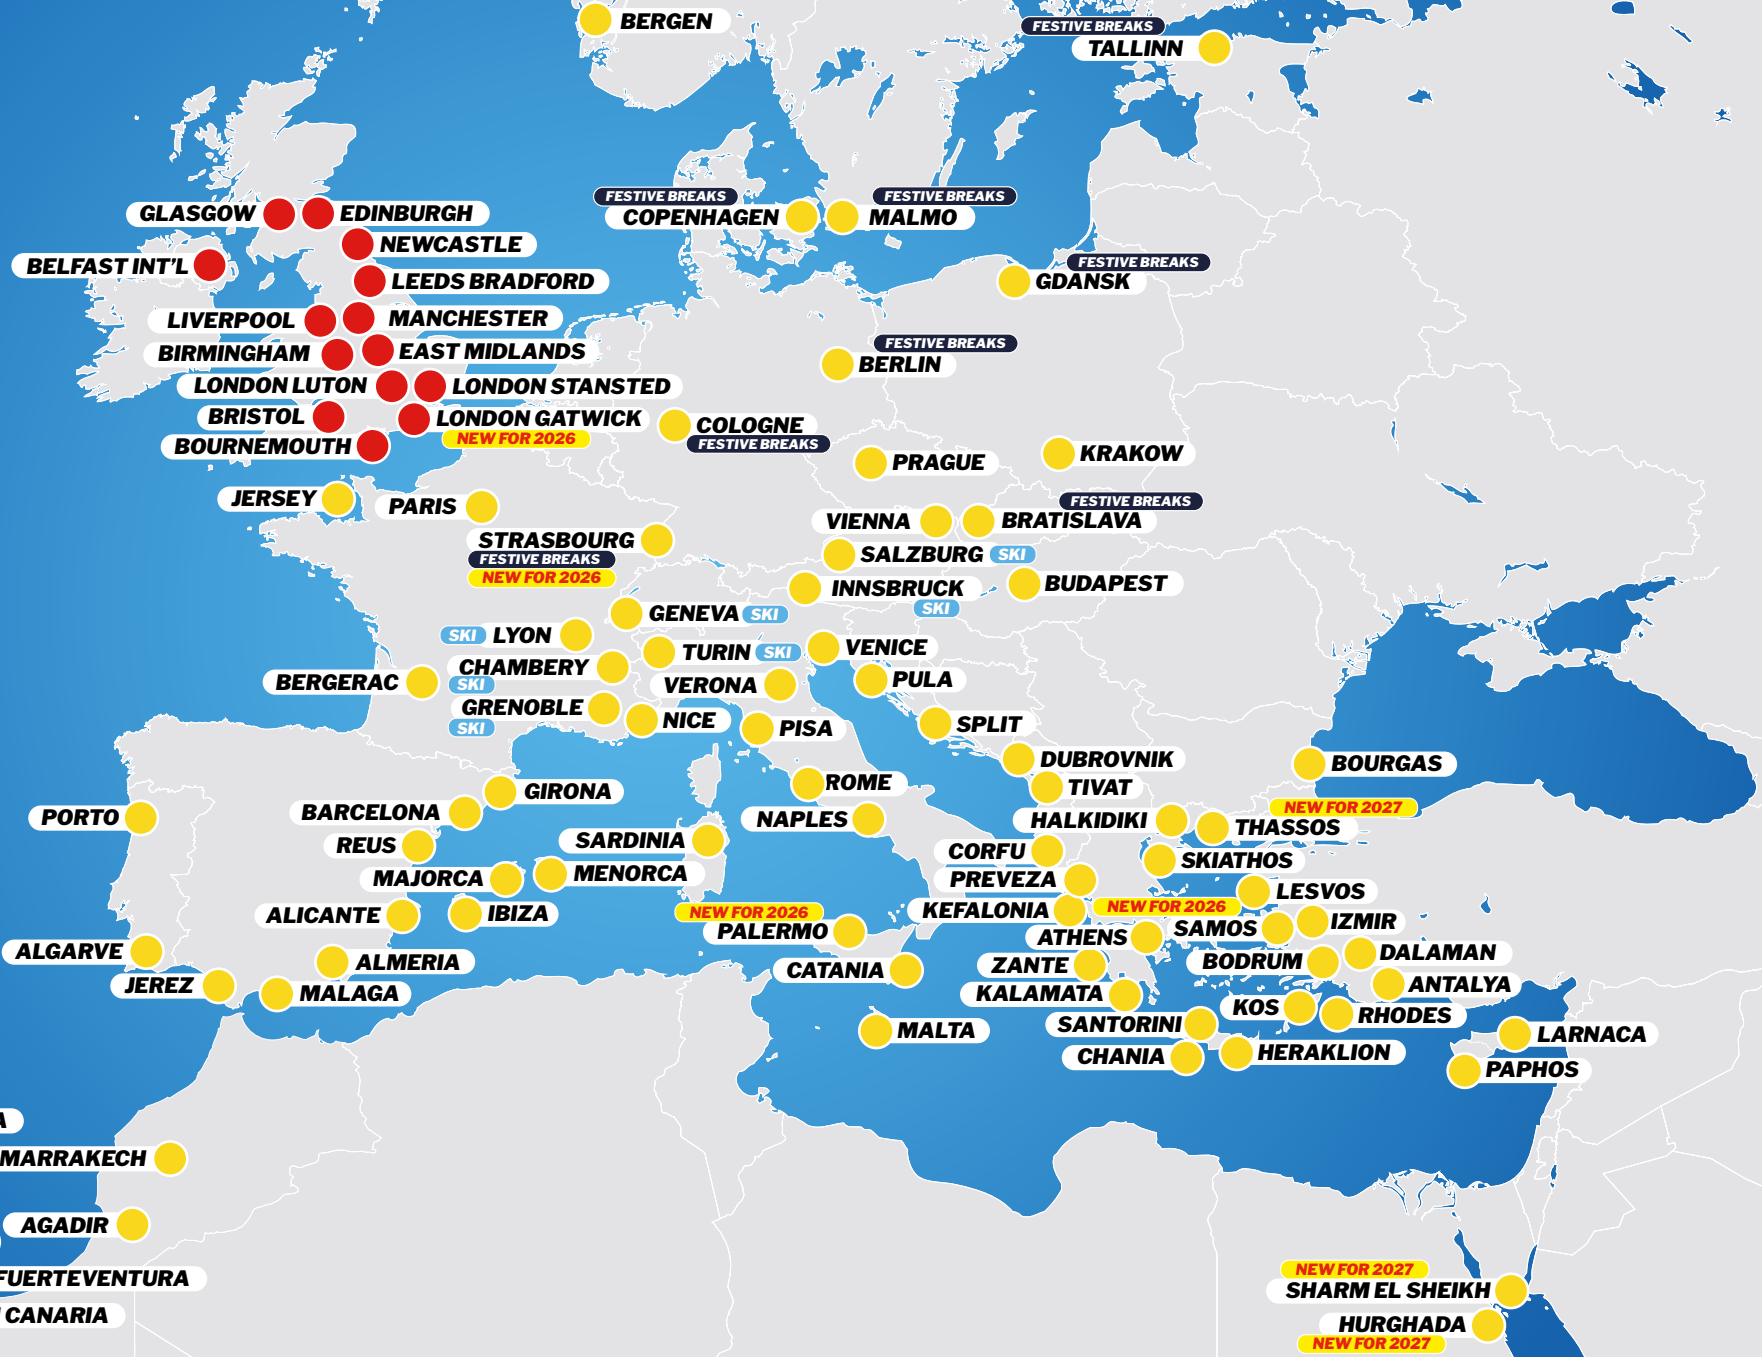 BERGEN
FESTIVE BREAKS
TALLINN
FESTIVE BREAKS
COPENHAGEN
FESTIVE BREAKS
MALMO
GLASGOW
EDINBURGH
NEWCASTLE
BELFAST INT'L
LEEDS BRADFORD
FESTIVE BREAKS
GDANSK
LIVERPOOL
MANCHESTER
BIRMINGHAM
EAST MIDLANDS
FESTIVE BREAKS
BERLIN
LONDON LUTON
LONDON STANSTED
BRISTOL
LONDON GATWICK
NEW FOR 2026
BOURNEMOUTH
COLOGNE
FESTIVE BREAKS
PRAGUE
KRAKOW
JERSEY
PARIS
FESTIVE BREAKS
VIENNA
BRATISLAVA
STRASBOURG
FESTIVE BREAKS
NEW FOR 2026
SALZBURG SKI
INNSBRUCK
SKI
BUDAPEST
GENEVA SKI
SKI LYON
TURIN SKI
VENICE
CHAMBERY
SKI
BERGERAC
VERONA
PULA
GRENOBLE
SKI
NICE
PISA
SPLIT
DUBROVNIK
BOURGAS
ROME
TIVAT
GIRONA
BARCELONA
PORTO
NAPLES
HALKIDIKI
NEW FOR 2027
THASSOS
REUS
SARDINIA
CORFU
SKIATHOS
MAJORCA
MENORCA
PREVEZA
LESVOS
ALICANTE
IBIZA
NEW FOR 2026
PALERMO
KEFALONIA
NEW FOR 2026
SAMOS
IZMIR
ATHENS
ALGARVE
ALMERIA
CATANIA
ZANTE
BODRUM
DALAMAN
JEREZ
MALAGA
KALAMATA
ANTALYA
KOS
RHODES
MALTA
SANTORINI
LARNACA
CHANIA
HERAKLION
PAPHOS
A
MARRAKECH
AGADIR
FUERTEVENTURA
CANARIA
NEW FOR 2027
SHARM EL SHEIKH
HURGHADA
NEW FOR 2027